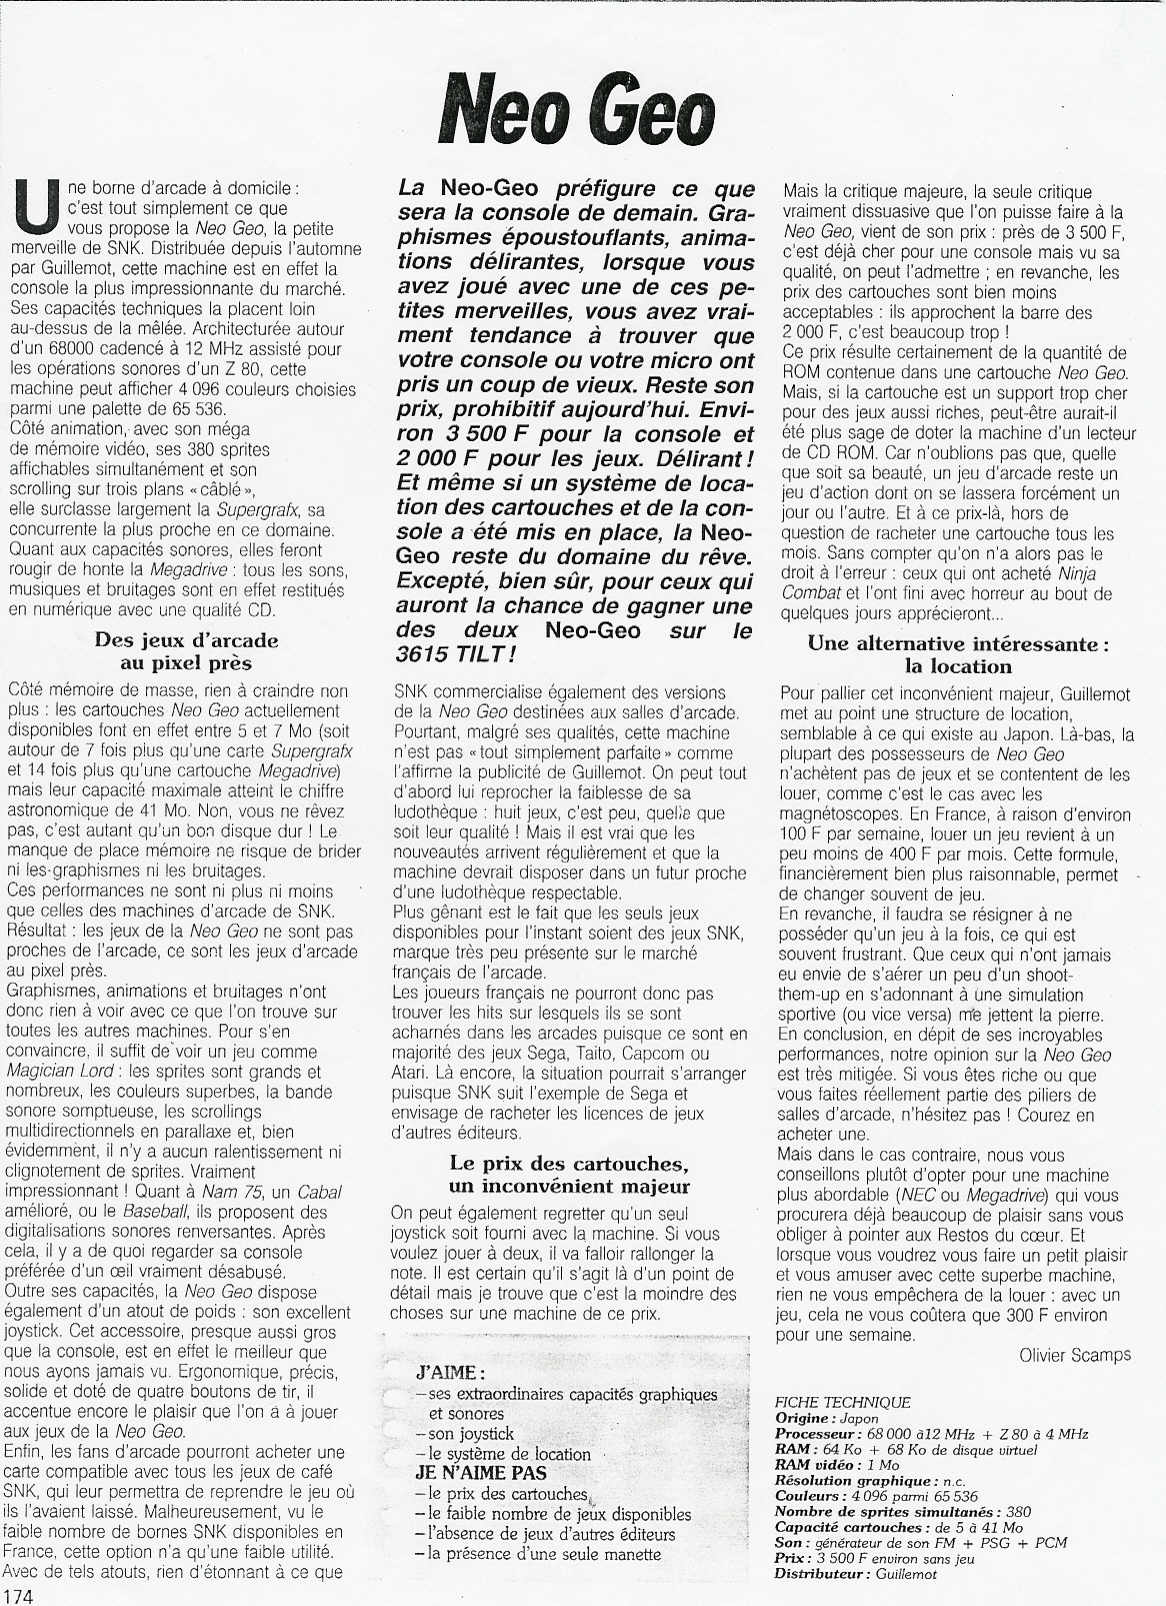 Neo Geo
Une borne d'arcade à domicile :
c'est tout simplement ce que
vous propose la Neo Geo, la petite
merveille de SNK. Distribuée depuis l'automne
par Guillemot, cette machine est en effet la
console la plus impressionnante du marché.
Ses capacités techniques la placent loin
au-dessus de la mêlée. Architecturée autour
d'un 68000 cadencé à 12 MHz assisté pour
les opérations sonores d'un Z 80, cette
machine peut afficher 4 096 couleurs choisies
parmi une palette de 65 536.
Côté animation, avec son méga
de mémoire vidéo, ses 380 sprites
affichables simultanément et son
scrolling sur trois plans « câblé »,
elle surclasse largement la Supergrafx, sa
concurrente la plus proche en ce domaine.
Quant aux capacités sonores, elles feront
rougir de honte la Megadrive : tous les sons,
musiques et bruitages sont en effet restitués
en numérique avec une qualité CD.
Des jeux d'arcade
au pixel près
Côté mémoire de masse, rien à craindre non
plus : les cartouches Neo Geo actuellement
disponibles font en effet entre 5 et 7 Mo (soit
autour de 7 fois plus qu'une carte Supergrafx
et 14 fois plus qu'une cartouche Megadrive)
mais leur capacité maximale atteint le chiffre
astronomique de 41 Mo. Non, vous ne rêvez
pas, c'est autant qu'un bon disque dur ! Le
manque de place mémoire ne risque de brider
ni les graphismes ni les bruitages.
Ces performances ne sont ni plus ni moins
que celles des machines d'arcade de SNK.
Résultat : les jeux de la Neo Geo ne sont pas
proches de l'arcade, ce sont les jeux d'arcade
au pixel près.
Graphismes, animations et bruitages n'ont
donc rien à voir avec ce que l'on trouve sur
toutes les autres machines. Pour s'en
convaincre, il suffit de voir un jeu comme
Magician Lord : les sprites sont grands et
nombreux, les couleurs superbes, la bande
sonore somptueuse, les scrollings
multidirectionnels en parallaxe et, bien
évidemment, il n'y a aucun ralentissement ni
clignotement de sprites. Vraiment
impressionnant ! Quant à Nam 75, un Cabal
amélioré, ou le Baseball, ils proposent des
digitalisations sonores renversantes. Après
cela, il y a de quoi regarder sa console
préférée d'un œil vraiment désabusé.
Outre ses capacités, la Neo Geo dispose
également d'un atout de poids : son excellent
joystick. Cet accessoire, presque aussi gros
que la console, est en effet le meilleur que
nous ayons jamais vu. Ergonomique, précis,
solide et doté de quatre boutons de tir, il
accentue encore le plaisir que l'on a à jouer
aux jeux de la Neo Geo.
Enfin, les fans d'arcade pourront acheter une
carte compatible avec tous les jeux de café
SNK, qui leur permettra de reprendre le jeu où
ils l'avaient laissé. Malheureusement, vu le
faible nombre de bornes SNK disponibles en
France, cette option n'a qu'une faible utilité.
Avec de tels atouts, rien d'étonnant à ce que
174
La Neo-Geo préfigure ce que
sera la console de demain. Gra-
phismes époustouflants, anima-
tions délirantes, lorsque vous
avez joué avec une de ces pe-
tites merveilles, vous avez vrai-
ment tendance à trouver que
votre console ou votre micro ont
pris un coup de vieux. Reste son
prix, prohibitif aujourd'hui. Envi-
ron 3 500 F pour la console et
2 000 F pour les jeux. Délirant !
Et même si un système de loca-
tion des cartouches et de la con-
sole a été mis en place, la Neo-
Geo reste du domaine du rêve.
Excepté, bien sûr, pour ceux qui
auront la chance de gagner une
des deux Neo-Geo sur le
3615 TILT !
SNK commercialise également des versions
de la Neo Geo destinées aux salles d'arcade.
Pourtant, malgré ses qualités, cette machine
n'est pas « tout simplement parfaite » comme
l'affirme la publicité de Guillemot. On peut tout
d'abord lui reprocher la faiblesse de sa
ludothèque : huit jeux, c'est peu, quelle que
soit leur qualité ! Mais il est vrai que les
nouveautés arrivent régulièrement et que la
machine devrait disposer dans un futur proche
d'une ludothèque respectable.
Plus gênant est le fait que les seuls jeux
disponibles pour l'instant soient des jeux SNK,
marque très peu présente sur le marché
français de l'arcade.
Les joueurs français ne pourront donc pas
trouver les hits sur lesquels ils se sont
acharnés dans les arcades puisque ce sont en
majorité des jeux Sega, Taito, Capcom ou
Atari. Là encore, la situation pourrait s'arranger
puisque SNK suit l'exemple de Sega et
envisage de racheter les licences de jeux
d'autres éditeurs.
Le prix des cartouches,
un inconvénient majeur
On peut également regretter qu'un seul
joystick soit fourni avec la machine. Si vous
voulez jouer à deux, il va falloir rallonger la
note. Il est certain qu'il s'agit là d'un point de
détail mais je trouve que c'est la moindre des
choses sur une machine de ce prix.
J'AIME :
– ses extraordinaires capacités graphiques
et sonores
– son joystick
– le système de location
JE N'AIME PAS
– le prix des cartouches
– le faible nombre de jeux disponibles
– l'absence de jeux d'autres éditeurs
– la présence d'une seule manette
Mais la critique majeure, la seule critique
vraiment dissuasive que l'on puisse faire à la
Neo Geo, vient de son prix : près de 3 500 F,
c'est déjà cher pour une console mais vu sa
qualité, on peut l'admettre ; en revanche, les
prix des cartouches sont bien moins
acceptables : ils approchent la barre des
2 000 F, c'est beaucoup trop !
Ce prix résulte certainement de la quantité de
ROM contenue dans une cartouche Neo Geo.
Mais, si la cartouche est un support trop cher
pour des jeux aussi riches, peut-être aurait-il
été plus sage de doter la machine d'un lecteur
de CD ROM. Car n'oublions pas que, quelle
que soit sa beauté, un jeu d'arcade reste un
jeu d'action dont on se lassera forcément un
jour ou l'autre. Et à ce prix-là, hors de
question de racheter une cartouche tous les
mois. Sans compter qu'on n'a alors pas le
droit à l'erreur : ceux qui ont acheté Ninja
Combat et l'ont fini avec horreur au bout de
quelques jours apprécieront...
Une alternative intéressante :
la location
Pour pallier cet inconvénient majeur, Guillemot
met au point une structure de location,
semblable à ce qui existe au Japon. Là-bas, la
plupart des possesseurs de Neo Geo
n'achètent pas de jeux et se contentent de les
louer, comme c'est le cas avec les
magnétoscopes. En France, à raison d'environ
100 F par semaine, louer un jeu revient à un
peu moins de 400 F par mois. Cette formule,
financièrement bien plus raisonnable, permet
de changer souvent de jeu.
En revanche, il faudra se résigner à ne
posséder qu'un jeu à la fois, ce qui est
souvent frustrant. Que ceux qui n'ont jamais
eu envie de s'aérer un peu d'un shoot-
them-up en s'adonnant à une simulation
sportive (ou vice versa) me jettent la pierre.
En conclusion, en dépit de ses incroyables
performances, notre opinion sur la Neo Geo
est très mitigée. Si vous êtes riche ou que
vous faites réellement partie des piliers de
salles d'arcade, n'hésitez pas ! Courez en
acheter une.
Mais dans le cas contraire, nous vous
conseillons plutôt d'opter pour une machine
plus abordable (NEC ou Megadrive) qui vous
procurera déjà beaucoup de plaisir sans vous
obliger à pointer aux Restos du cœur. Et
lorsque vous voudrez vous faire un petit plaisir
et vous amuser avec cette superbe machine,
rien ne vous empêchera de la louer : avec un
jeu, cela ne vous coûtera que 300 F environ
pour une semaine.
Olivier Scamps
FICHE TECHNIQUE
Origine : Japon
Processeur : 68 000 à12 MHz + Z 80 à 4 MHz
RAM : 64 Ko + 68 Ko de disque virtuel
RAM vidéo : 1 Mo
Résolution graphique : n.c.
Couleurs : 4 096 parmi 65 536
Nombre de sprites simultanés : 380
Capacité cartouches : de 5 à 41 Mo
Son : générateur de son FM + PSG + PCM
Prix : 3 500 F environ sans jeu
Distributeur : Guillemot